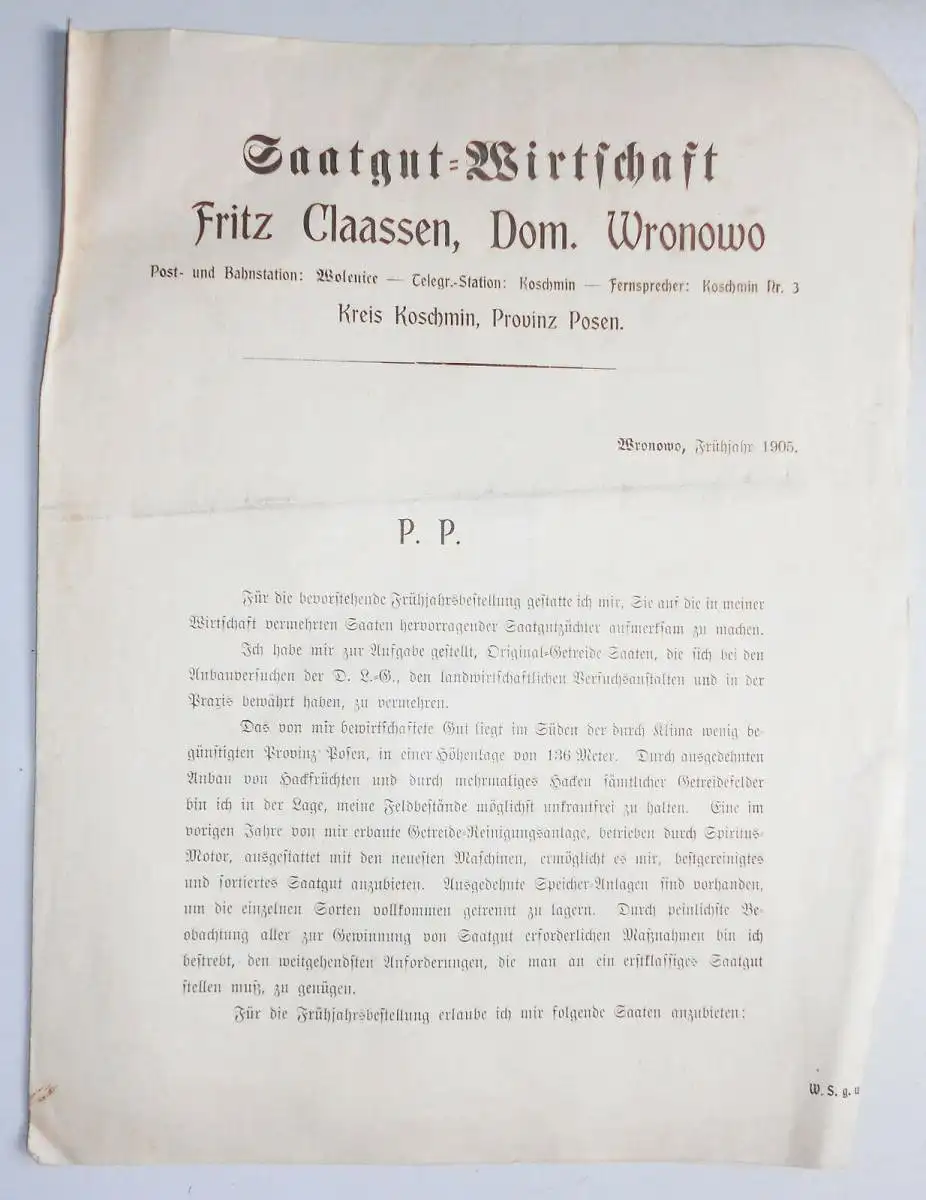 Saatgut-Wirtschaft
Fritz Claassen, Dom. Wronowo
Post- und Bahnstation: Wolenice — Telegr.-Station: Koschmin — Fernsprecher: Koschmin Nr. 3
Kreis Koschmin, Provinz Posen.
Wronowo, Frühjahr 1905.
P. P.
Für die bevorstehende Frühjahrsbestellung gestatte ich mir, Sie auf die in meiner
Wirtschaft vermehrten Saaten hervorragender Saatgutzüchter aufmerksam zu machen.
Ich habe mir zur Aufgabe gestellt, Original-Getreide-Saaten, die sich bei den
Anbauversuchen der D. L.-G., den landwirtschaftlichen Versuchsanstalten und in der
Praxis bewährt haben, zu vermehren.
Das von mir bewirtschaftete Gut liegt im Süden der durch Klima wenig be-
günstigten Provinz Posen, in einer Höhenlage von 136 Meter. Durch ausgedehnten
Anbau von Hackfrüchten und durch mehrmaliges Hacken sämtlicher Getreidefelder
bin ich in der Lage, meine Feldbestände möglichst unkrautfrei zu halten. Eine im
vorigen Jahre von mir erbaute Getreide-Reinigungsanlage, betrieben durch Spiritus-
Motor, ausgestattet mit den neuesten Maschinen, ermöglicht es mir, bestgereinigtes
und sortiertes Saatgut anzubieten. Ausgedehnte Speicher-Anlagen sind vorhanden,
um die einzelnen Sorten vollkommen getrennt zu lagern. Durch peinlichste Be-
obachtung aller zur Gewinnung von Saatgut erforderlichen Maßnahmen bin ich
bestrebt, den weitgehendsten Anforderungen, die man an ein erstklassiges Saatgut
stellen muß, zu genügen.
Für die Frühjahrsbestellung erlaube ich mir folgende Saaten anzubieten:
W. S. g. u